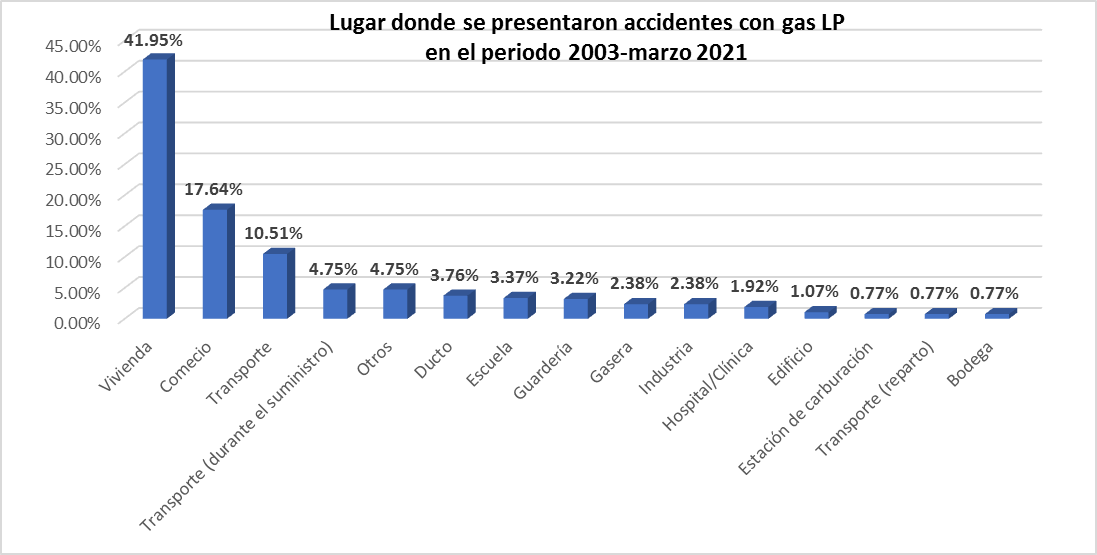 Lugar donde se presentaron accidentes con gas LP
en el periodo 2003-marzo 2021
45.00%
40.00%
35.00%
30.00%
25.00%
20.00%
15.00%
10.00%
5.00%
0.00%
41.95%
17.64%
10.51%
4.75%
4.75%
3.76%
3.37%
3.22%
2.38%
2.38%
1.92%
1.07%
0.77%
0.77%
0.77%
Vivienda
Comecio
Transporte
Transporte (durante el suministro)
Otros
Ducto
Escuela
Guardería
Gasera
Industria
Hospital/Clínica
Edificio
Estación de carburación
Transporte (reparto)
Bodega